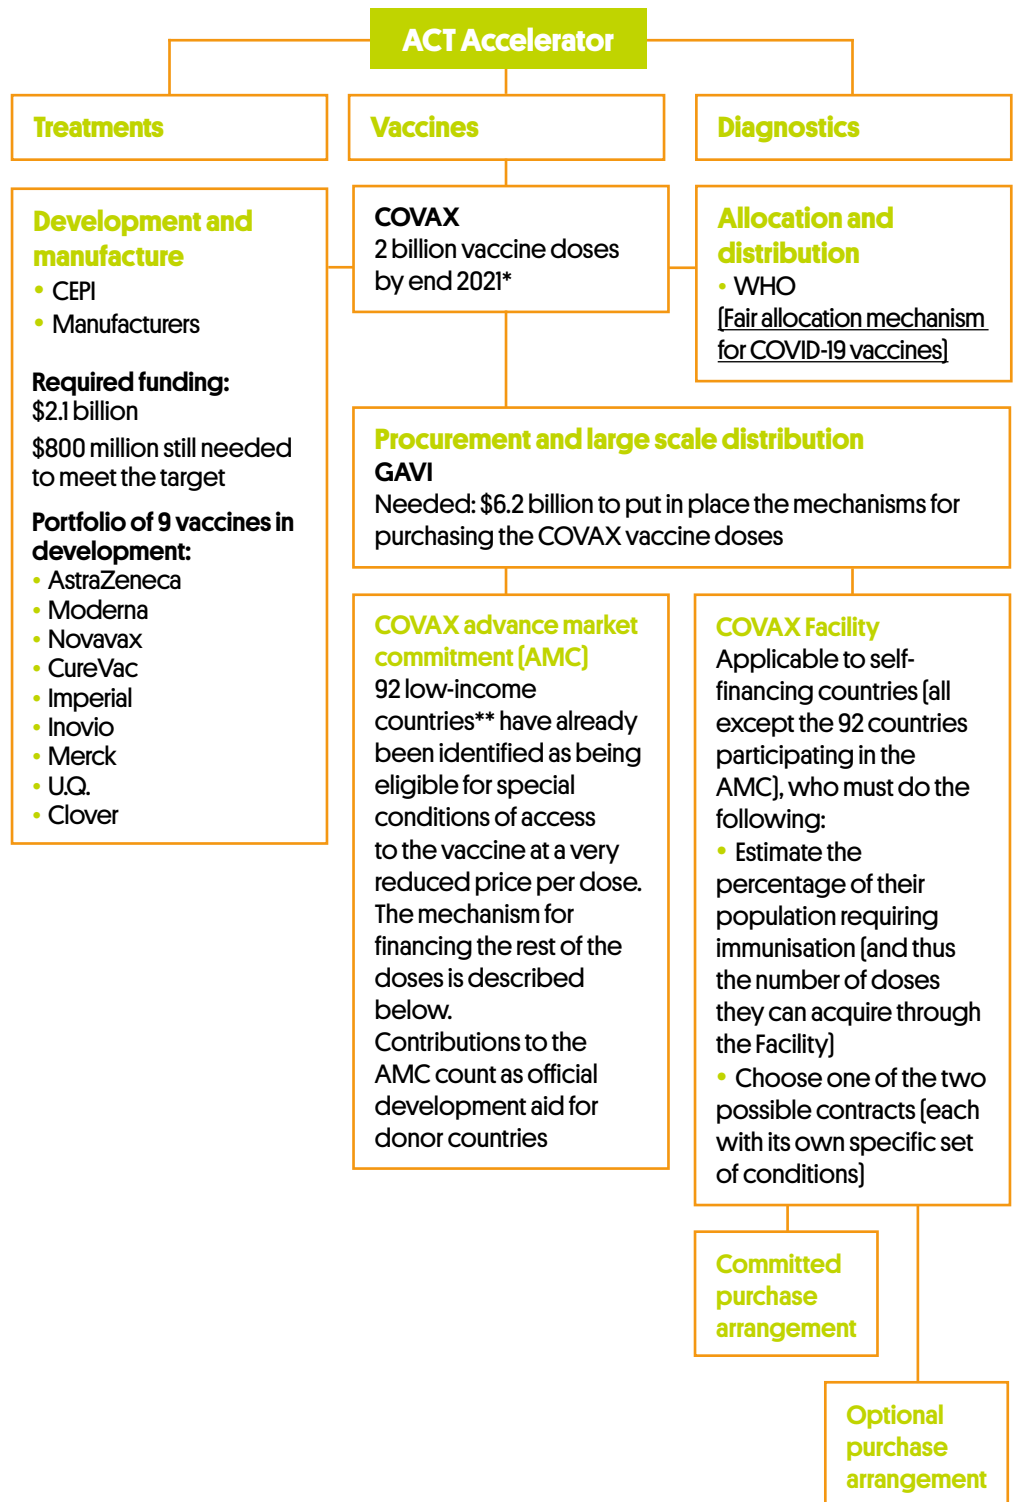 ACT Accelerator
Treatments
Vaccines
Diagnostics
Development and
manufacture
• CEPI
• Manufacturers
Required funding:
$2.1 billion
$800 million still needed
to meet the target
Portfolio of 9 vaccines in
development:
• AstraZeneca
• Moderna
• Novavax
• CureVac
• Imperial
• Inovio
• Merck
• U.Q.
• Clover
COVAX
2 billion vaccine doses
by end 2021*
Allocation and
distribution
• WHO
(Fair allocation mechanism
for COVID-19 vaccines)
Procurement and large scale distribution
GAVI
Needed: $6.2 billion to put in place the mechanisms for
purchasing the COVAX vaccine doses
COVAX advance market
commitment (AMC)
92 low-income
countries** have already
been identified as being
eligible for special
conditions of access
to the vaccine at a very
reduced price per dose.
The mechanism for
financing the rest of the
doses is described
below.
Contributions to the
AMC count as official
development aid for
donor countries
COVAX Facility
Applicable to self-
financing countries (all
except the 92 countries
participating in the
AMC), who must do the
following:
• Estimate the
percentage of their
population requiring
immunisation (and thus
the number of doses
they can acquire through
the Facility)
• Choose one of the two
possible contracts (each
with its own specific set
of conditions)
Committed
purchase
arrangement
Optional
purchase
arrangement